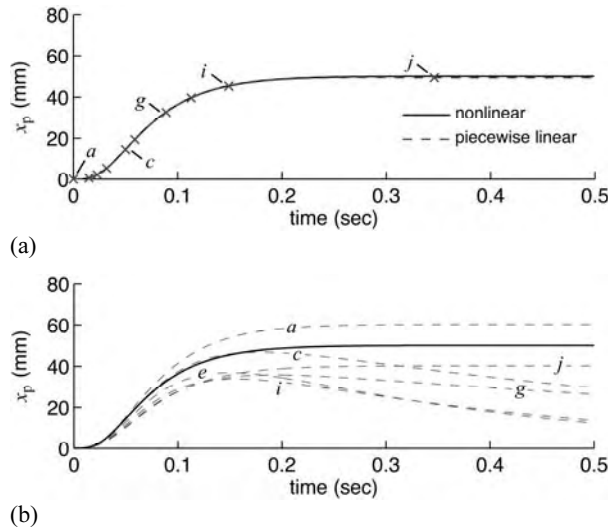 80
60
40
20
0
x_p (mm)
a
c
g
i
j
nonlinear
piecewise linear
0 0.1 0.2 0.3 0.4 0.5
time (sec)
(a)
80
60
40
20
0
x_p (mm)
a
c
e
i
j
g
0 0.1 0.2 0.3 0.4 0.5
time (sec)
(b)